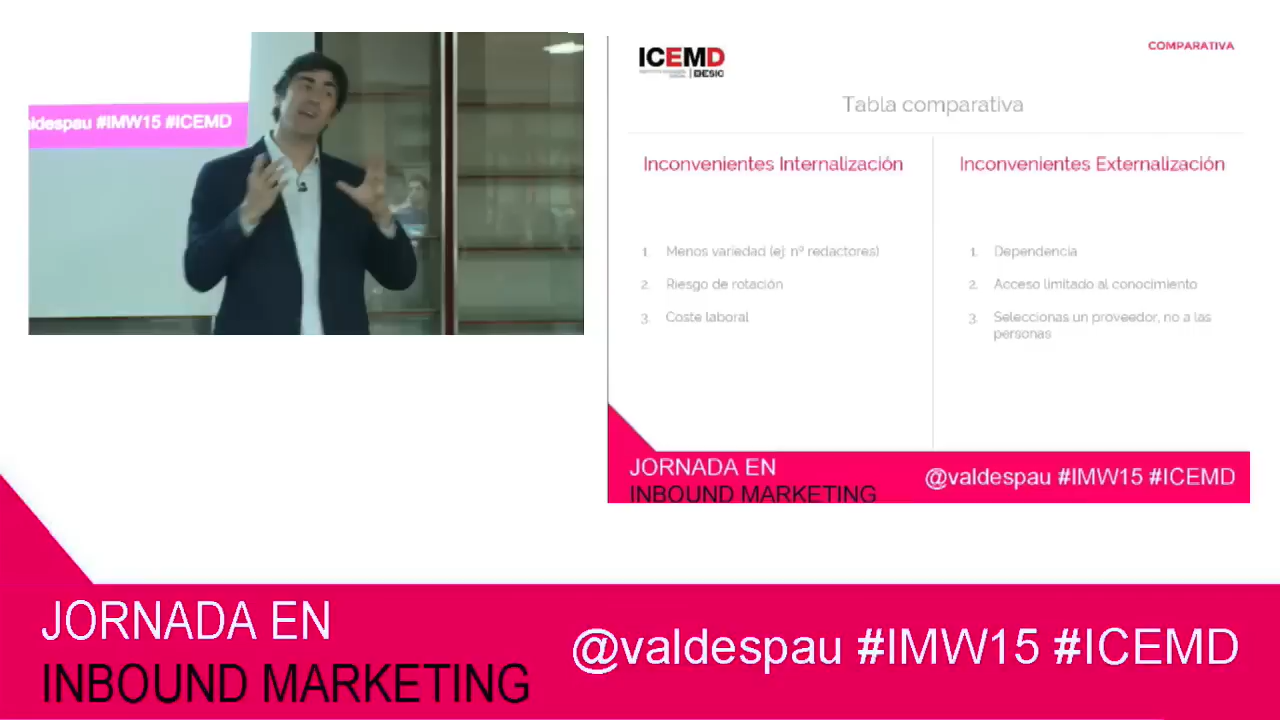 aldespau #IMW15 #ICEMD
ICEMD
ESIC
COMPARATIVA
Tabla comparativa
Inconvenientes Internalización
1. Menos variedad (ej: nº redactores)
2. Riesgo de rotación
3. Coste laboral
Inconvenientes Externalización
1. Dependencia
2. Acceso limitado al conocimiento
3. Seleccionas un proveedor, no a las
personas
JORNADA EN
INBOUND MARKETING
@valdespau #IMW15 #ICEMD
JORNADA EN
INBOUND MARKETING
@valdespau #IMW15 #ICEMD